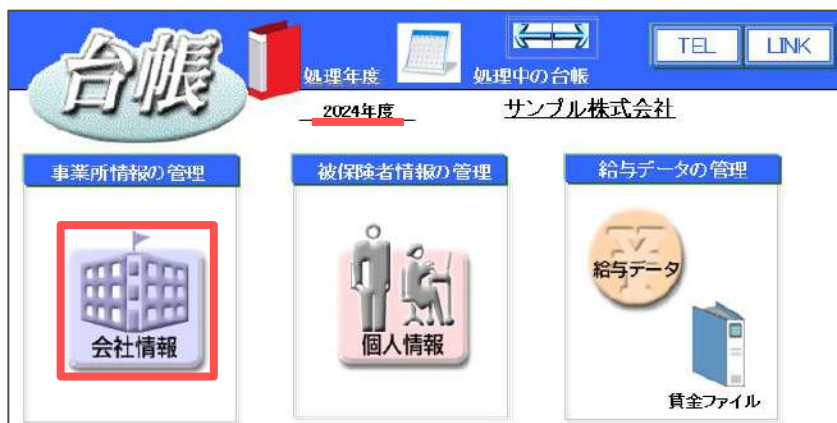 台帳
処理年度
処理中の台帳
TEL
LINK
2024年度
サンプル株式会社
事業所情報の管理
被保険者情報の管理
給与データの管理
会社情報
個人情報
給与データ
賃金ファイル